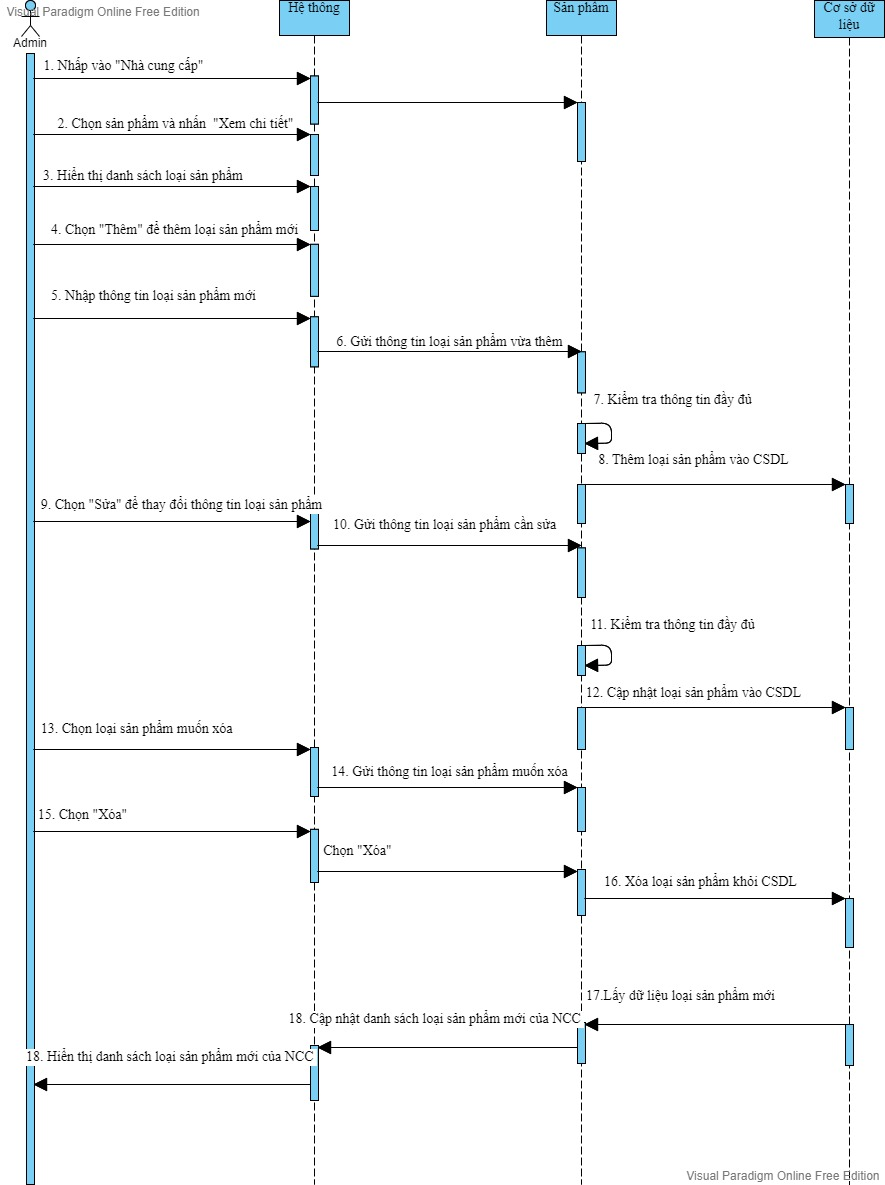 Visual Paradigm Online Free Edition
Admin
Hệ thông
Sản phẩm
Cơ sở dữ
liệu
1. Nhấp vào "Nhà cung cấp"
2. Chọn sản phẩm và nhấn "Xem chi tiết"
3. Hiển thị danh sách loại sản phẩm
4. Chọn "Thêm" để thêm loại sản phẩm mới
5. Nhập thông tin loại sản phẩm mới
6. Gửi thông tin loại sản phẩm vừa thêm
7. Kiểm tra thông tin đầy đủ
8. Thêm loại sản phẩm vào CSDL
9. Chọn "Sửa" để thay đổi thông tin loại sản phẩm
10. Gửi thông tin loại sản phẩm cần sửa
11. Kiểm tra thông tin đầy đủ
12. Cập nhật loại sản phẩm vào CSDL
13. Chọn loại sản phẩm muốn xóa
14. Gửi thông tin loại sản phẩm muốn xóa
15. Chọn "Xóa"
Chọn "Xóa"
16. Xóa loại sản phẩm khỏi CSDL
17.Lấy dữ liệu loại sản phẩm mới
18. Cập nhật danh sách loại sản phẩm mới của NCC
18. Hiển thị danh sách loại sản phẩm mới của NCC
Visual Paradigm Online Free Edition